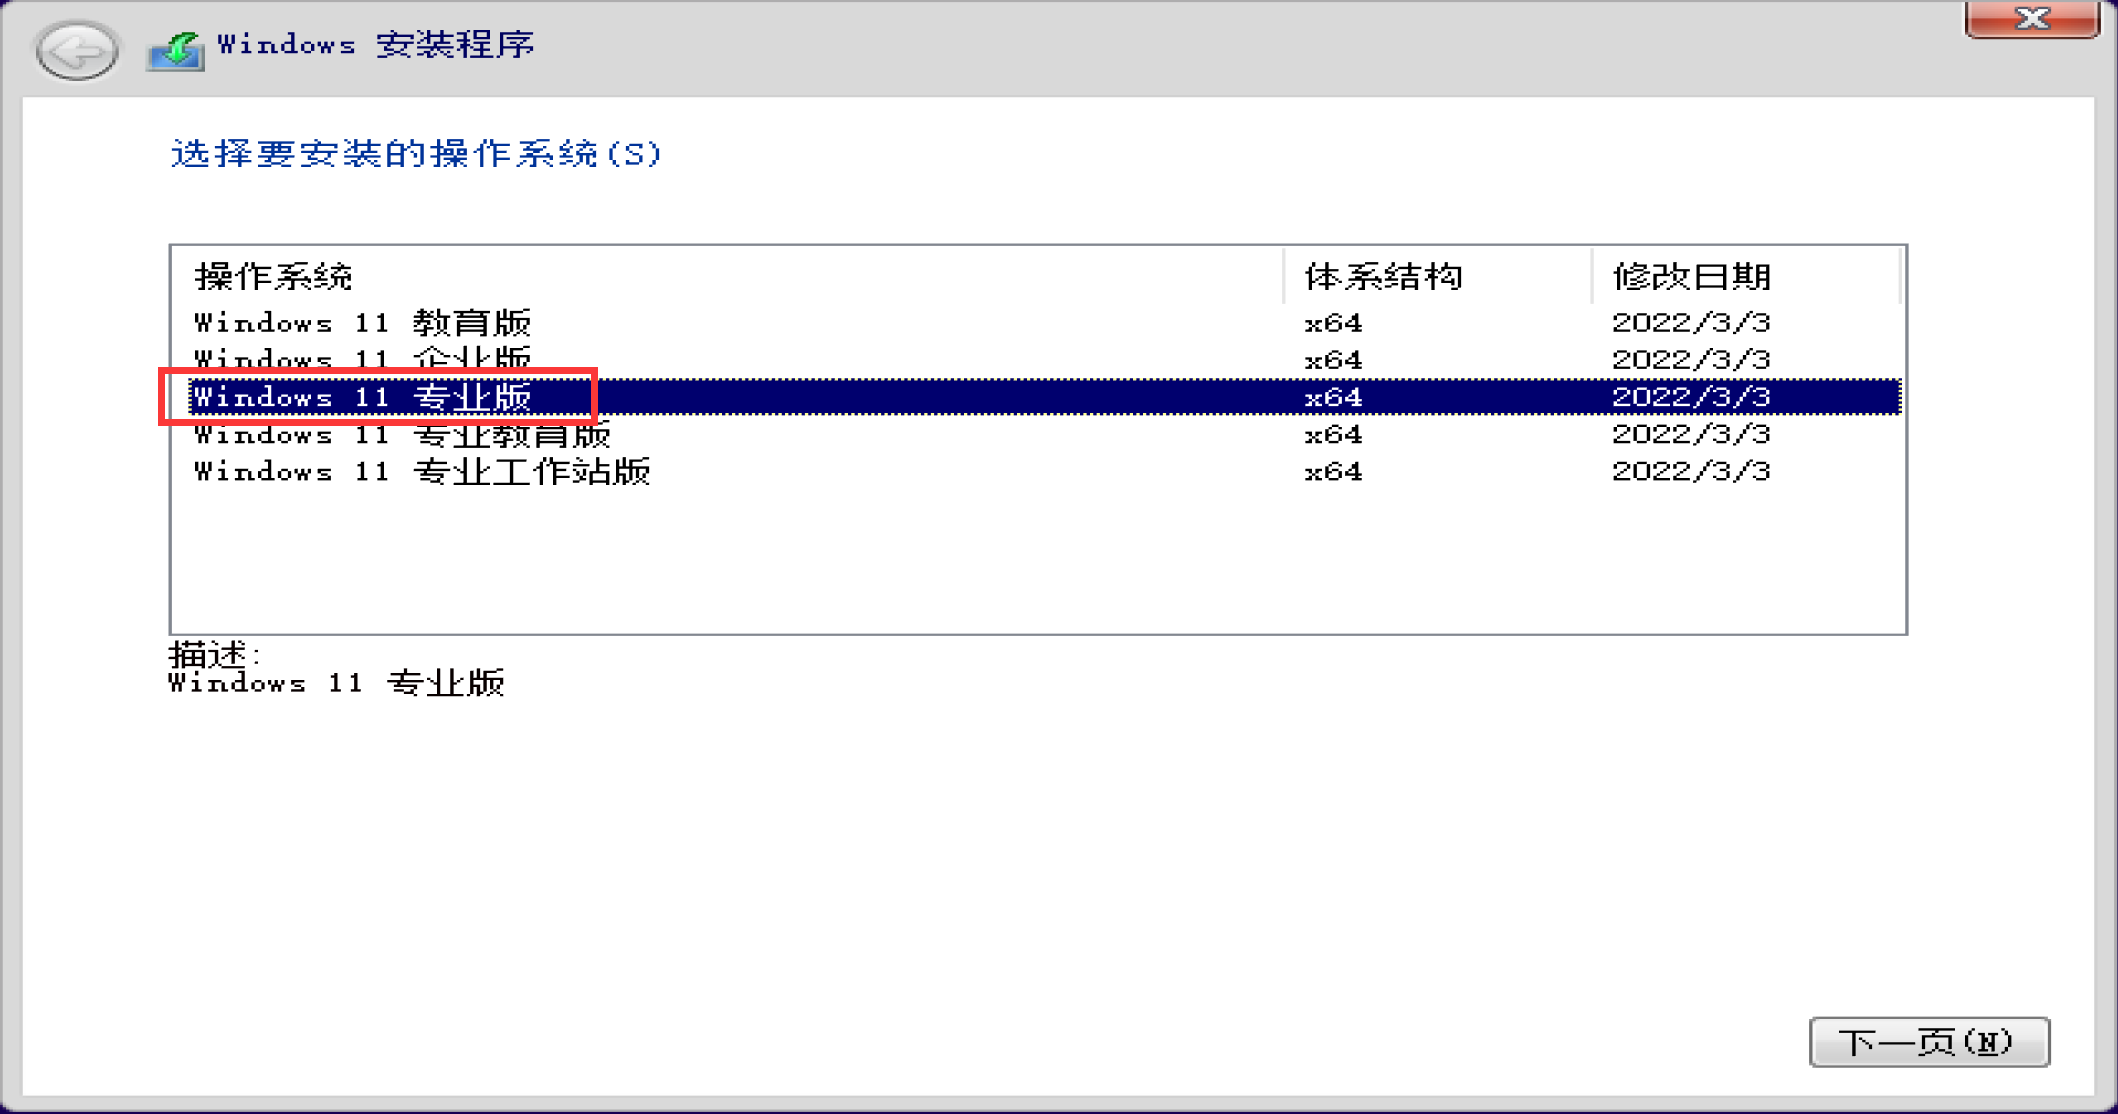 Windows 安装程序
选择要安装的操作系统(S)
操作系统 体系结构 修改日期
Windows 11 教育版 x64 2022/3/3
Windows 11 企业版 x64 2022/3/3
Windows 11 专业版 x64 2022/3/3
Windows 11 专业教育版 x64 2022/3/3
Windows 11 专业工作站版 x64 2022/3/3
描述:
Windows 11 专业版
下一页(N)